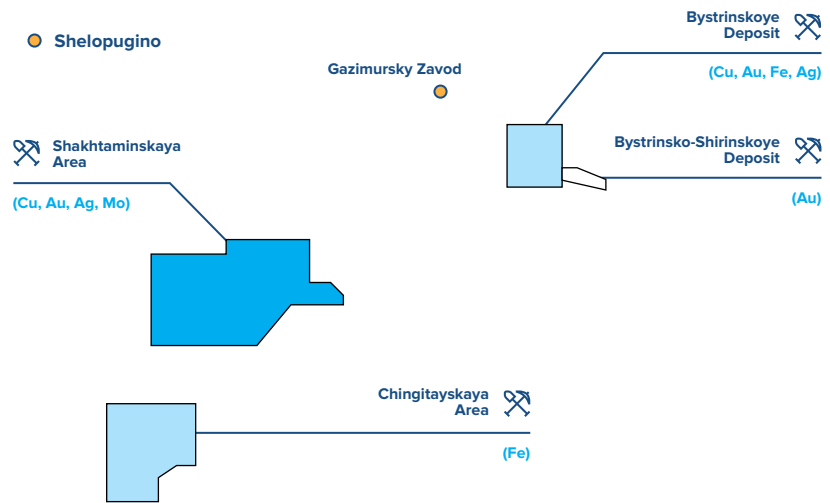 Shelopugino
Gazimursky Zavod
Bystrinskoye
Deposit
(Cu, Au, Fe, Ag)
Shakhtaminskaya
Area
(Cu, Au, Ag, Mo)
Bystrinsko-Shirinskoye
Deposit
(Au)
Chingitayskaya
Area
(Fe)